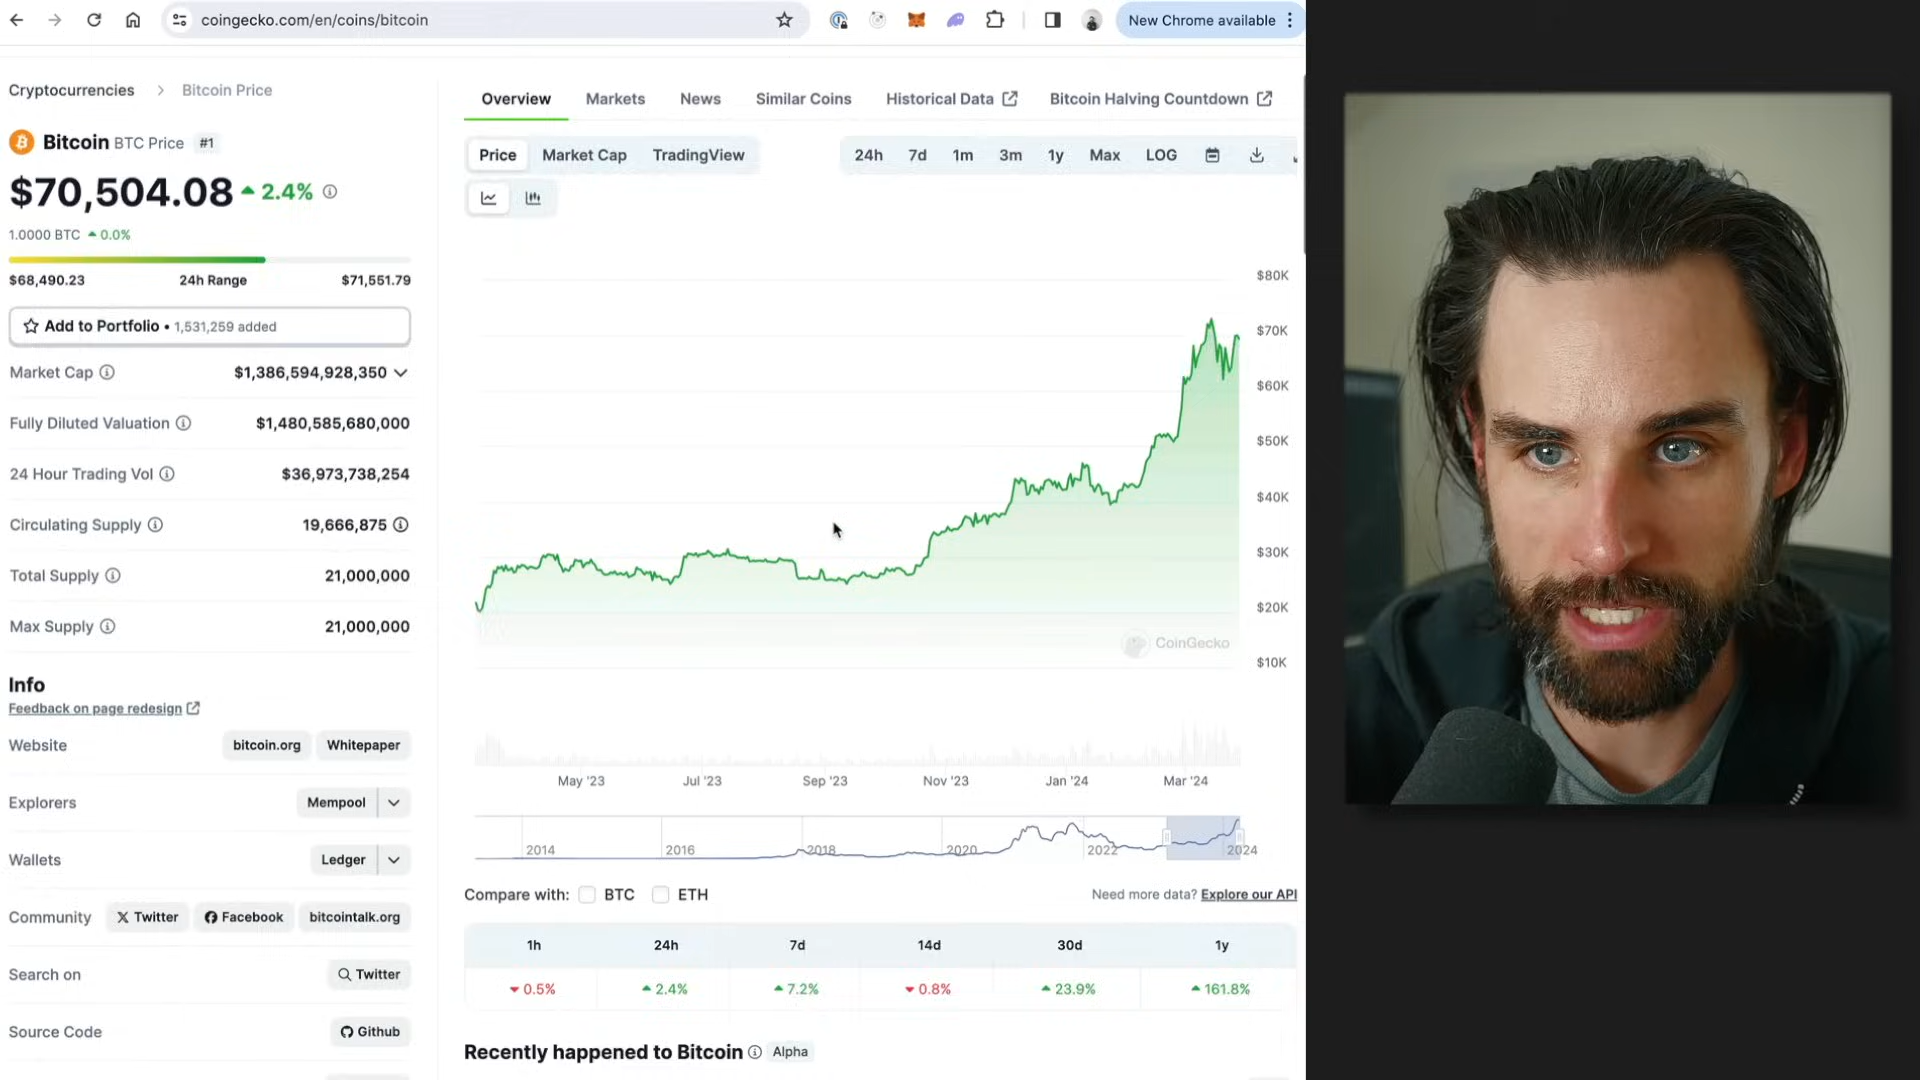 coingecko.com/en/coins/bitcoin
New Chrome available
Cryptocurrencies > Bitcoin Price
Bitcoin BTC Price #1
$70,504.08 2.4%
1.0000 BTC 0.0%
$68,490.23 24h Range $71,551.79
Add to Portfolio • 1,531,259 added
Market Cap $1,386,594,928,350
Fully Diluted Valuation $1,480,585,680,000
24 Hour Trading Vol $36,973,738,254
Circulating Supply 19,666,875
Total Supply 21,000,000
Max Supply 21,000,000
Info
Feedback on page redesign
Website bitcoin.org Whitepaper
Explorers Mempool
Wallets Ledger
Community Twitter Facebook bitcointalk.org
Search on Twitter
Source Code Github
Overview Markets News Similar Coins Historical Data Bitcoin Halving Countdown
Price Market Cap TradingView 24h 7d 1m 3m 1y Max LOG
$80K
$70K
$60K
$50K
$40K
$30K
$20K
CoinGecko
$10K
May '23 Jul '23 Sep '23 Nov '23 Jan '24 Mar '24
2014 2016 2018 2020 2022 2024
Compare with: BTC ETH Need more data? Explore our API
1h 24h 7d 14d 30d 1y
0.5% 2.4% 7.2% 0.8% 23.9% 161.8%
Recently happened to Bitcoin Alpha